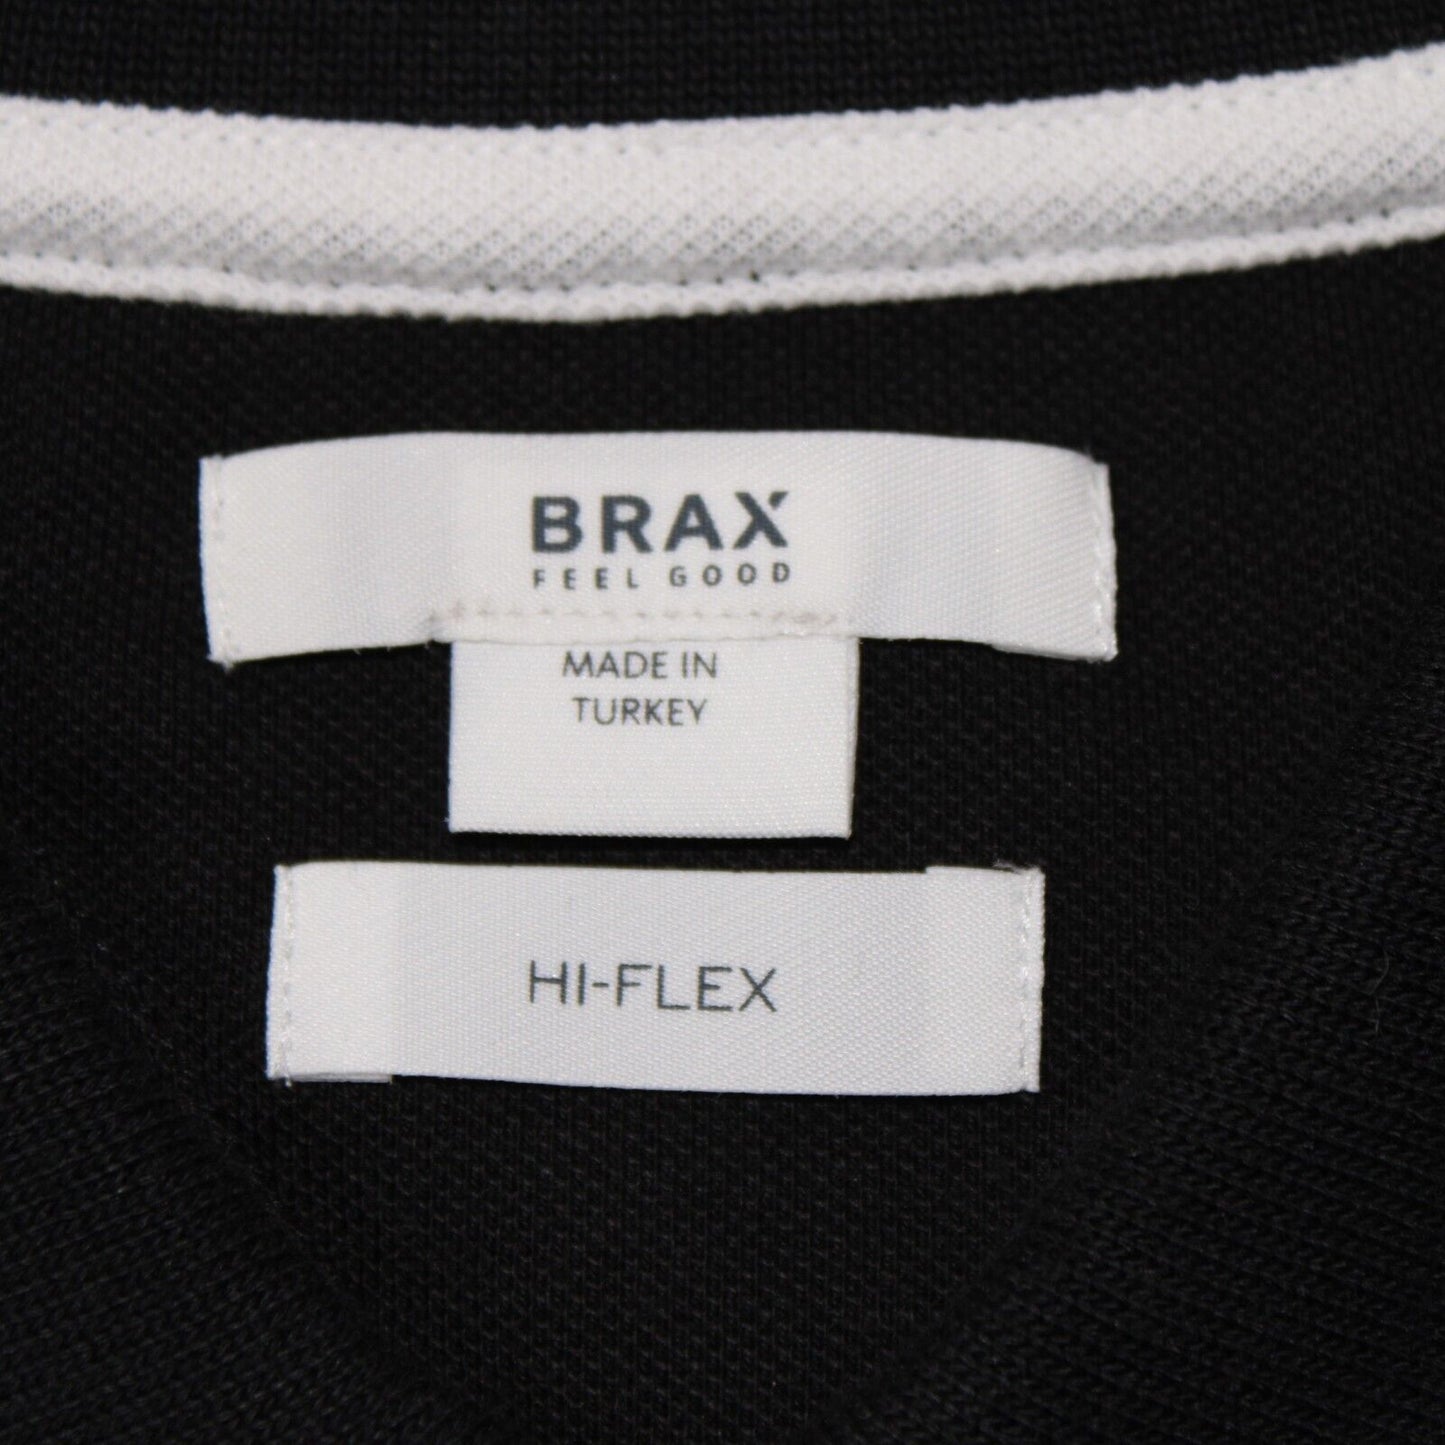 BRAX
FEEL GOOD
MADE IN
TURKEY
HI-FLEX